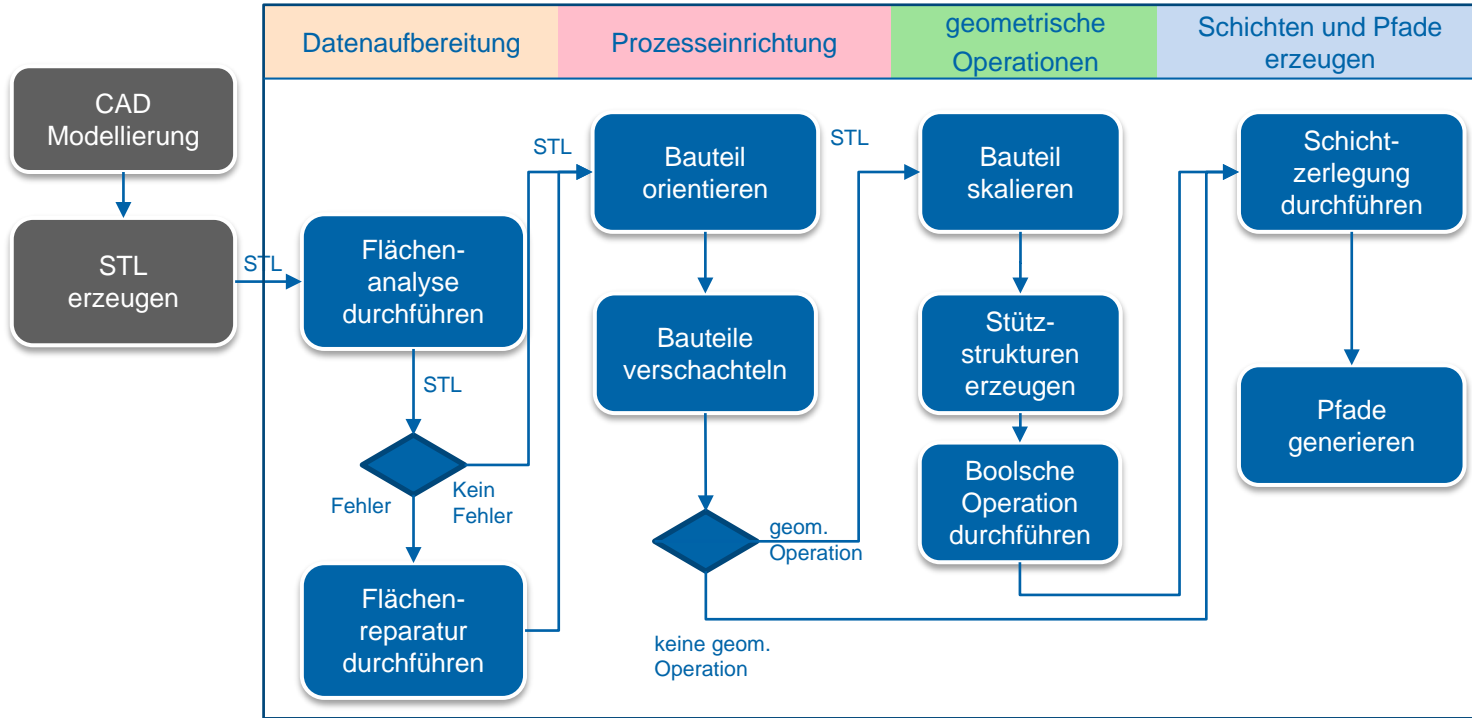 Datenaufbereitung
Prozesseinrichtung
geometrische
Operationen
Schichten und Pfade
erzeugen
CAD
Modellierung
STL
erzeugen
STL
Flächen-
analyse
durchführen
STL
Fehler
Kein
Fehler
Flächen-
reparatur
durchführen
STL
Bauteil
orientieren
Bauteile
verschachteln
geom.
Operation
keine geom.
Operation
STL
Bauteil
skalieren
Stütz-
strukturen
erzeugen
Boolsche
Operation
durchführen
Schicht-
zerlegung
durchführen
Pfade
generieren